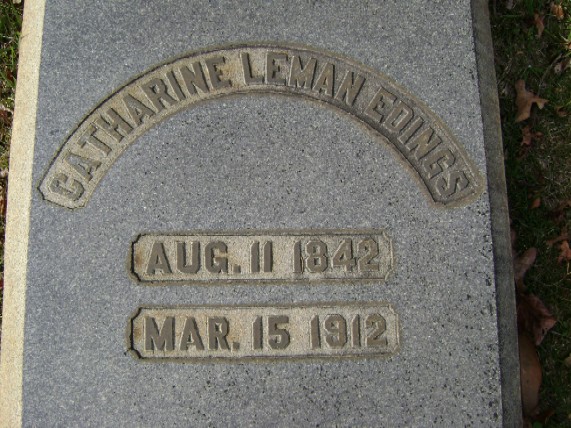 CATHARINE LEMAN EDINGS
AUG. 11 1842
MAR. 15 1912